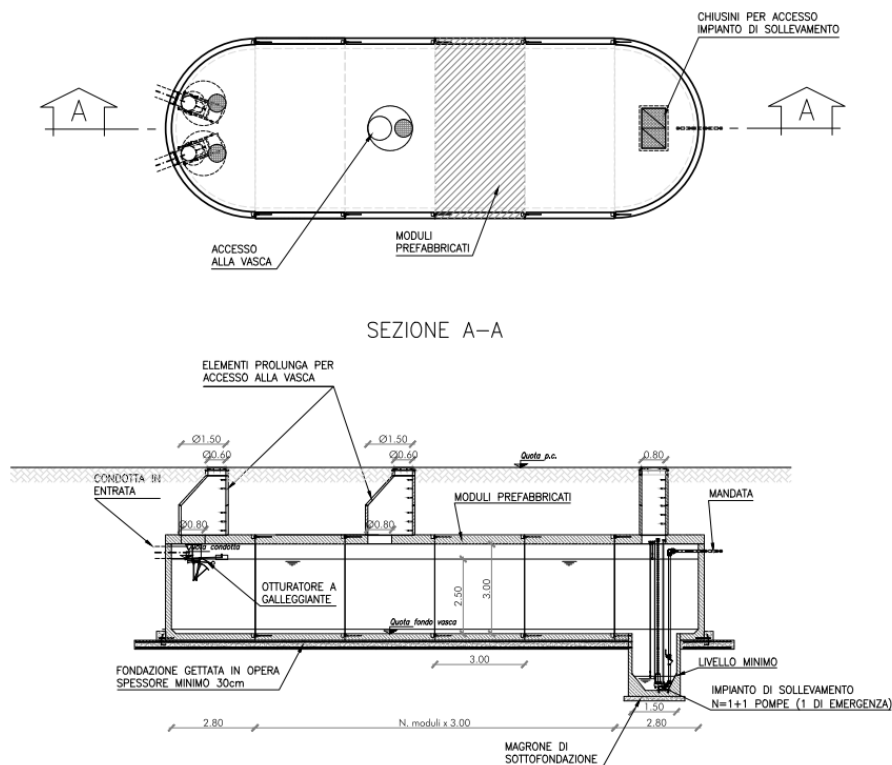 CHIUSINI PER ACCESSO
IMPIANTO DI SOLLEVAMENTO
A
A
ACCESSO
ALLA VASCA
MODULI
PREFABBRICATI
SEZIONE A-A
ELEMENTI PROLUNGA PER
ACCESSO ALLA VASCA
Ø1.50
Ø0.60
Ø1.50
Ø0.60
Quota p.c.
0.80
CONDOTTA IN
ENTRATA
MODULI PREFABBRICATI
MANDATA
Ø0.80
Ø0.80
Quota condotta
OTTURATORE A
GALLEGGIANTE
2.50
3.00
Quota fondo vasca
FONDAZIONE GETTATA IN OPERA
SPESSORE MINIMO 30cm
3.00
LIVELLO MINIMO
IMPIANTO DI SOLLEVAMENTO
N=1+1 POMPE (1 DI EMERGENZA)
1.50
2.80
N. moduli x 3.00
2.80
MAGRONE DI
SOTTOFONDAZIONE